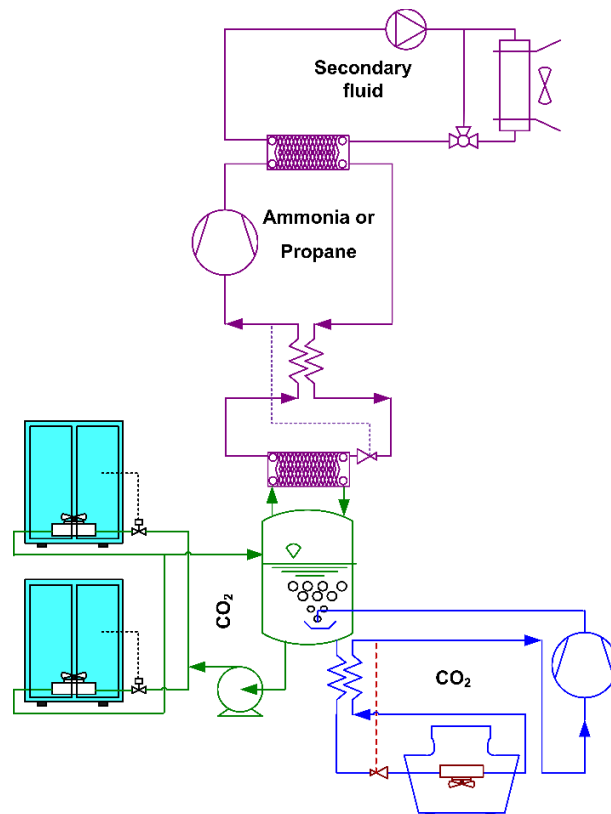 Secondary
fluid
Ammonia or
Propane
CO₂
CO₂